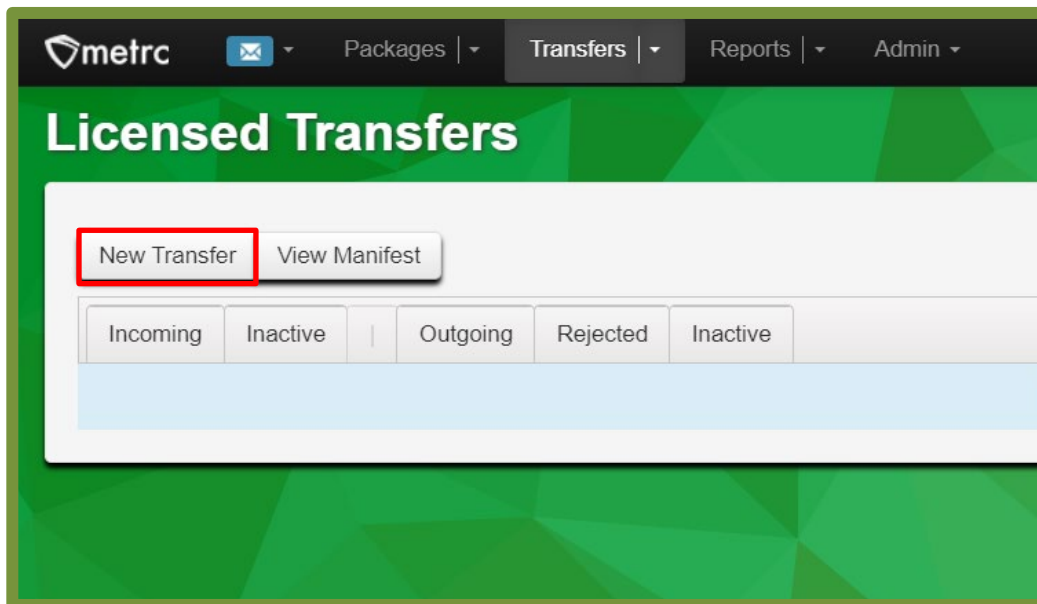 metrc Packages Transfers Reports Admin
Licensed Transfers
New Transfer View Manifest
Incoming Inactive | Outgoing Rejected Inactive